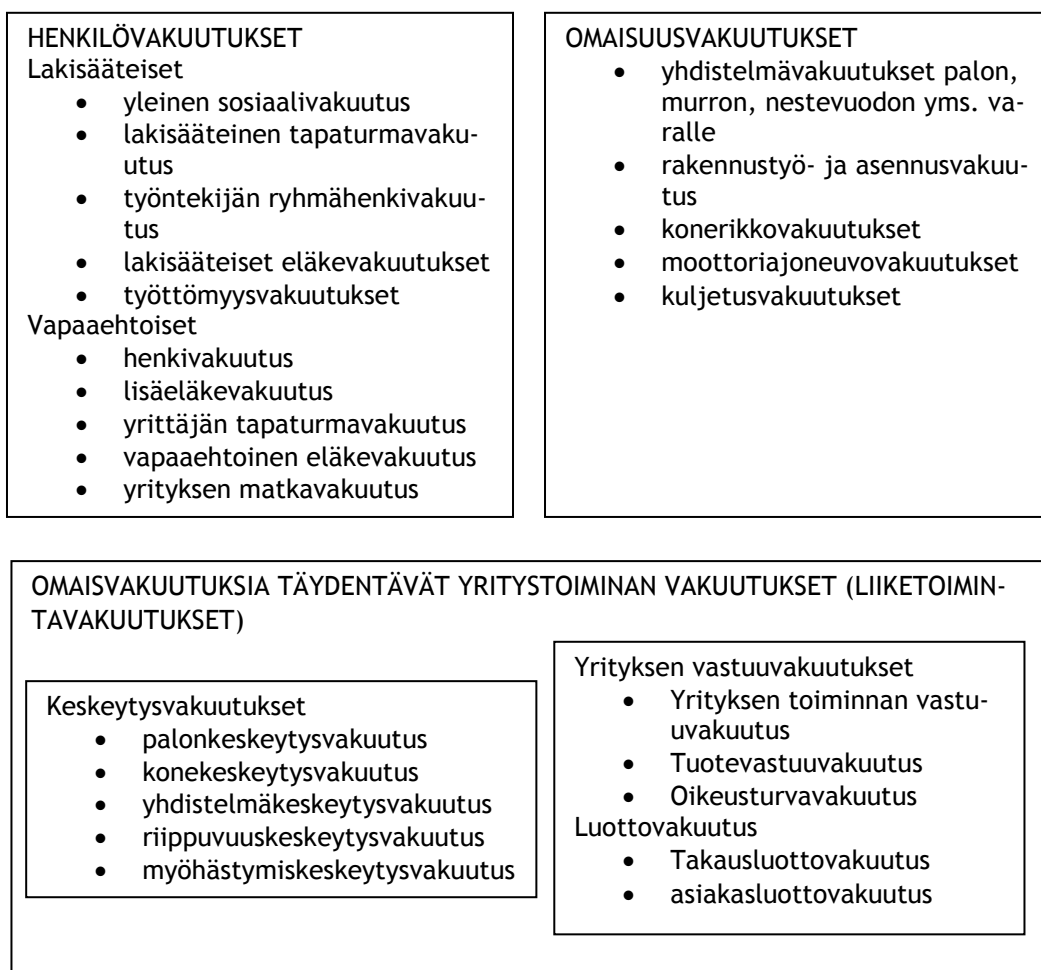 HENKILÖVAKUUTUKSET
Lakisääteiset
• yleinen sosiaalivakuutus
• lakisääteinen tapaturmavaku-
utus
• työntekijän ryhmähenkivakuu-
tus
• lakisääteiset eläkevakuutukset
• työttömyysvakuutukset
Vapaaehtoiset
• henkivakuutus
• lisäeläkevakuutus
• yrittäjän tapaturmavakuutus
• vapaaehtoinen eläkevakuutus
• yrityksen matkavakuutus
OMAISUUSVAKUUTUKSET
• yhdistelmävakuutukset palon,
murron, nestevuodon yms. va-
ralle
• rakennustyö- ja asennusvakuu-
tus
• konerikkovakuutukset
• moottoriajoneuvovakuutukset
• kuljetusvakuutukset
OMAISVAKUUTUKSIA TÄYDENTÄVÄT YRITYSTOIMINAN VAKUUTUKSET (LIIKETOIMIN-
TAVAKUUTUKSET)
Keskeytysvakuutukset
• palonkeskeytysvakuutus
• konekeskeytysvakuutus
• yhdistelmäkeskeytysvakuutus
• riippuvuuskeskeytysvakuutus
• myöhästymiskeskeytysvakuutus
Yrityksen vastuuvakuutukset
• Yrityksen toiminnan vastu-
uvakuutus
• Tuotevastuuvakuutus
• Oikeusturvavakuutus
Luottovakuutus
• Takausluottovakuutus
• asiakasluottovakuutus